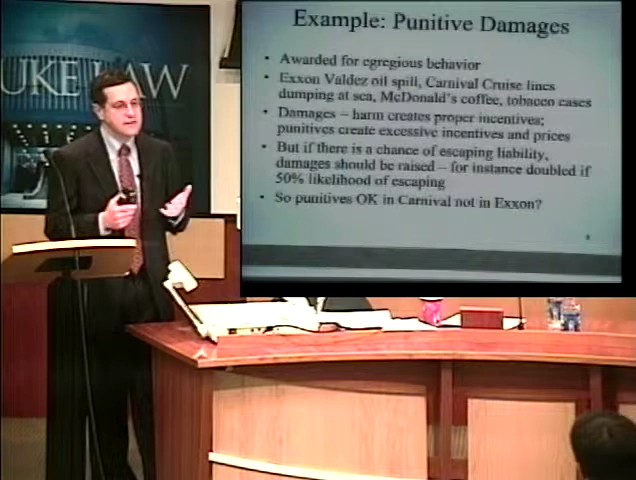 UKE LAW
Example: Punitive Damages
• Awarded for egregious behavior
• Exxon Valdez oil spill, Carnival Cruise lines
dumping at sea, McDonald's coffee, tobacco cases
• Damages – harm creates proper incentives;
punitives create excessive incentives and prices
• But if there is a chance of escaping liability,
damages should be raised – for instance doubled if
50% likelihood of escaping
• So punitives OK in Carnival not in Exxon?